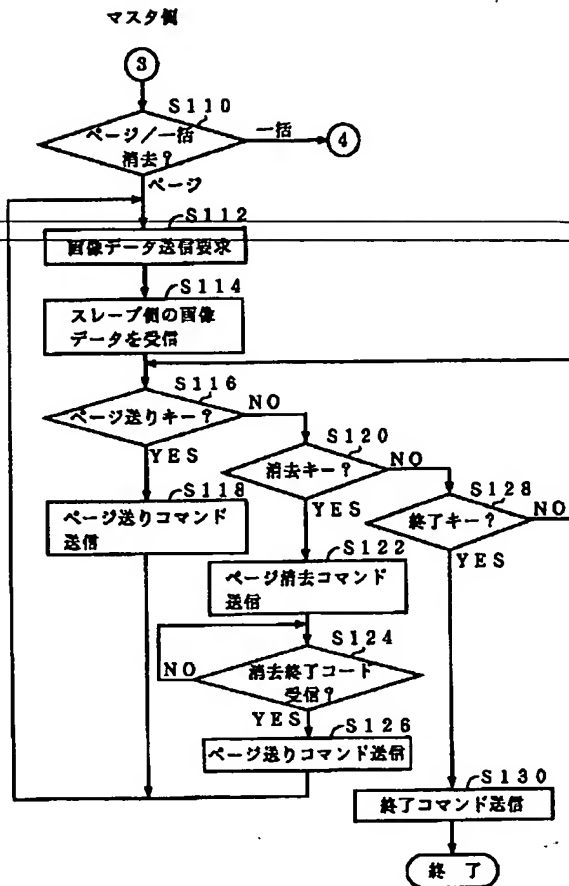 マスタ側
3
S110
ページ/一括
消去?
一括
4
ページ
S112
画像データ送信要求
S114
スレーブ側の画像
データを受信
S116
ページ送りキー?
NO
YES
S118
ページ送りコマンド
送信
S120
消去キー?
NO
YES
S122
ページ消去コマンド
送信
S124
消去終了コード
受信?
NO
YES
S126
ページ送りコマンド送信
S128
終了キー?
NO
YES
S130
終了コマンド送信
終 了